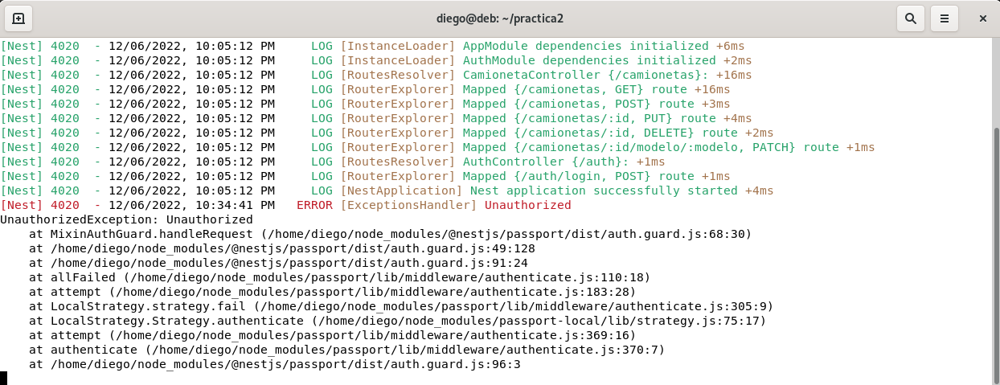 diego@deb: ~/practica2
[Nest] 4020  - 12/06/2022, 10:05:12 PM     LOG [InstanceLoader] AppModule dependencies initialized +6ms
[Nest] 4020  - 12/06/2022, 10:05:12 PM     LOG [InstanceLoader] AuthModule dependencies initialized +2ms
[Nest] 4020  - 12/06/2022, 10:05:12 PM     LOG [RoutesResolver] CamionetaController {/camionetas}: +16ms
[Nest] 4020  - 12/06/2022, 10:05:12 PM     LOG [RouterExplorer] Mapped {/camionetas, GET} route +16ms
[Nest] 4020  - 12/06/2022, 10:05:12 PM     LOG [RouterExplorer] Mapped {/camionetas, POST} route +3ms
[Nest] 4020  - 12/06/2022, 10:05:12 PM     LOG [RouterExplorer] Mapped {/camionetas/:id, PUT} route +4ms
[Nest] 4020  - 12/06/2022, 10:05:12 PM     LOG [RouterExplorer] Mapped {/camionetas/:id, DELETE} route +2ms
[Nest] 4020  - 12/06/2022, 10:05:12 PM     LOG [RouterExplorer] Mapped {/camionetas/:id/modelo/:modelo, PATCH} route +1ms
[Nest] 4020  - 12/06/2022, 10:05:12 PM     LOG [RoutesResolver] AuthController {/auth}: +1ms
[Nest] 4020  - 12/06/2022, 10:05:12 PM     LOG [RouterExplorer] Mapped {/auth/login, POST} route +1ms
[Nest] 4020  - 12/06/2022, 10:05:12 PM     LOG [NestApplication] Nest application successfully started +4ms
[Nest] 4020  - 12/06/2022, 10:34:41 PM   ERROR [ExceptionsHandler] Unauthorized
UnauthorizedException: Unauthorized
    at MixinAuthGuard.handleRequest (/home/diego/node_modules/@nestjs/passport/dist/auth.guard.js:68:30)
    at /home/diego/node_modules/@nestjs/passport/dist/auth.guard.js:49:128
    at /home/diego/node_modules/@nestjs/passport/dist/auth.guard.js:91:24
    at allFailed (/home/diego/node_modules/passport/lib/middleware/authenticate.js:110:18)
    at attempt (/home/diego/node_modules/passport/lib/middleware/authenticate.js:183:28)
    at LocalStrategy.strategy.fail (/home/diego/node_modules/passport/lib/middleware/authenticate.js:305:9)
    at LocalStrategy.Strategy.authenticate (/home/diego/node_modules/passport-local/lib/strategy.js:75:17)
    at attempt (/home/diego/node_modules/passport/lib/middleware/authenticate.js:369:16)
    at authenticate (/home/diego/node_modules/passport/lib/middleware/authenticate.js:370:7)
    at /home/diego/node_modules/@nestjs/passport/dist/auth.guard.js:96:3